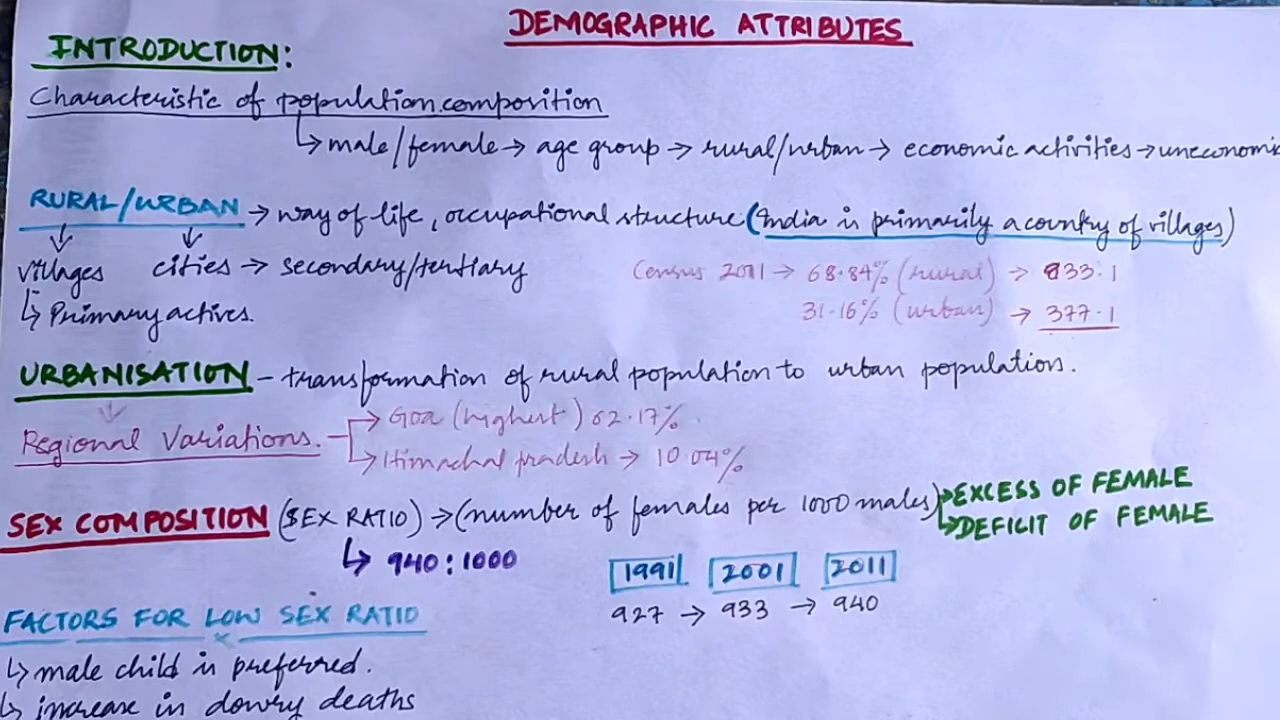 DEMOGRAPHIC ATTRIBUTES
INTRODUCTION:
Characteristic of population composition
↳ male/female → age group → rural/urban → economic activities → uneconomi
RURAL/URBAN → way of life, occupational structure (India is primarily a country of villages)
villages cities → secondary/tertiary
Census 2011 → 68.84% (rural) → 833.1
↳ Primary actives.
31.16% (urban) → 377.1
URBANISATION – transformation of rural population to urban population.
Regional Variations.
→ Goa (highest) 62.17%
→ Himachal pradesh → 10.04%
SEX COMPOSITION (SEX RATIO) → (number of females per 1000 males)
→ EXCESS OF FEMALE
→ DEFICIT OF FEMALE
↳ 940:1000
1991 2001 2011
927 → 933 → 940
FACTORS FOR LOW SEX RATIO
↳ male child is preferred.
↳ increase in dowry deaths